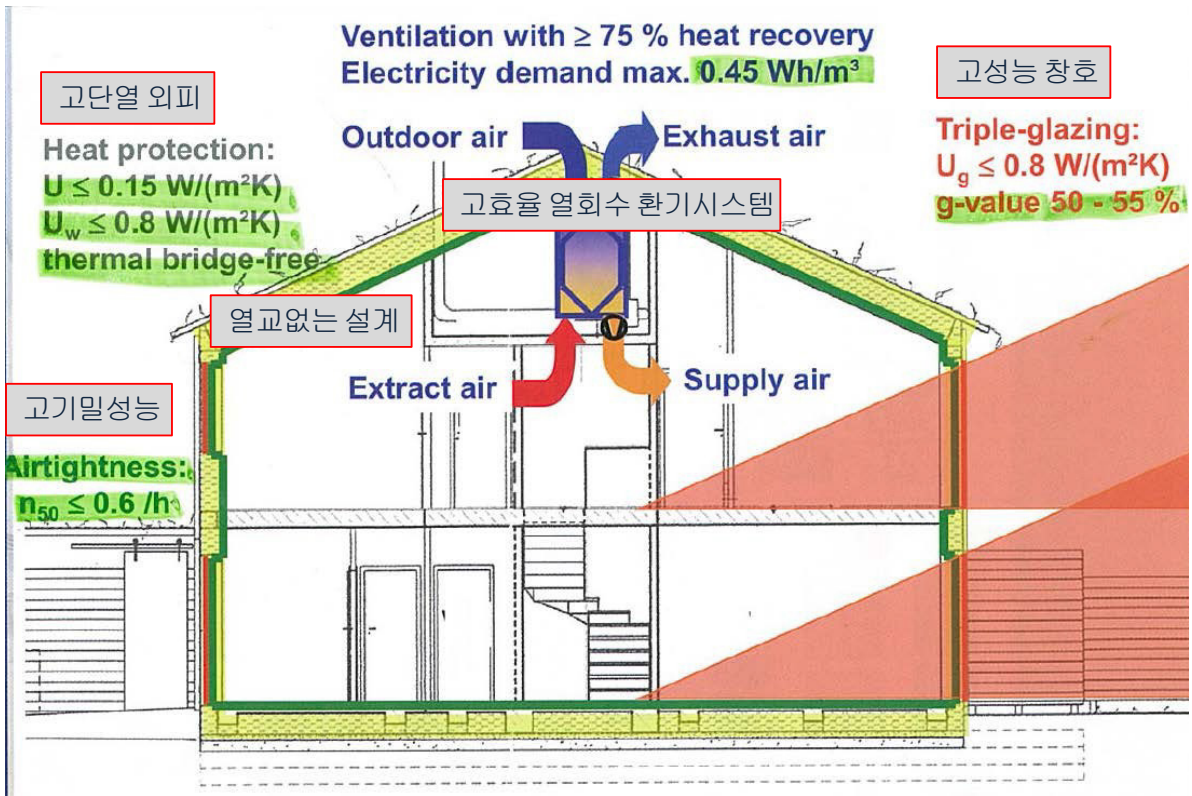 Ventilation with ≥ 75 % heat recovery
Electricity demand max. 0.45 Wh/m³
고단열 외피
Heat protection:
U ≤ 0.15 W/(m²K)
U_w ≤ 0.8 W/(m²K)
thermal bridge-free
고성능 창호
Triple-glazing:
U_g ≤ 0.8 W/(m²K)
g-value 50 - 55 %
Outdoor air
Exhaust air
고효율 열회수 환기시스템
열교없는 설계
Extract air
Supply air
고기밀성능
Airtightness:
n₅₀ ≤ 0.6 /h